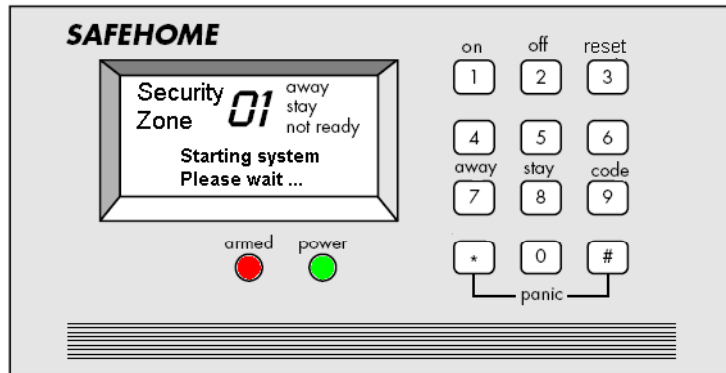 SAFEHOME
Security
Zone
01
away
stay
not ready
Starting system
Please wait ...
armed power
on off reset
1 2 3
4 5 6
away stay code
7 8 9
* 0 #
panic